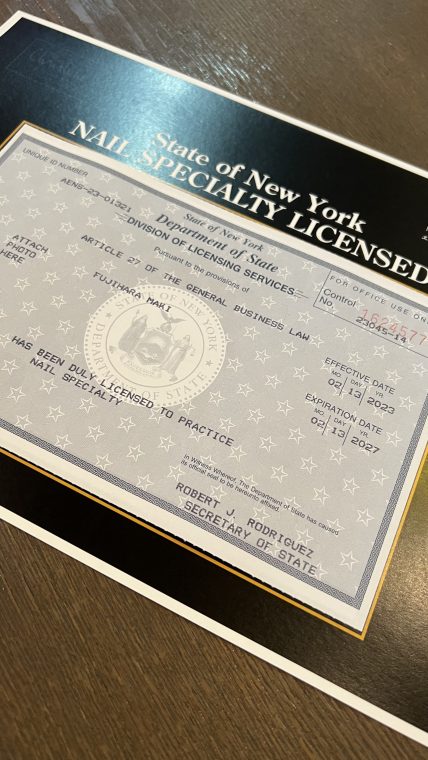 State of New York
NAIL SPECIALTY LICENSED
UNIQUE ID NUMBER
AENS-23-01321
State of New York
Department of State
DIVISION OF LICENSING SERVICES
Pursuant to the provisions of
ARTICLE 27 OF THE GENERAL BUSINESS LAW
ATTACH
PHOTO
HERE
FOR OFFICE USE ON
Control
No.
1624577
23045-14
FUJIHARA MAKI
EFFECTIVE DATE
MO. DAY YR.
02 13 2023
EXPIRATION DATE
MO. DAY YR.
02 13 2027
HAS BEEN DULY LICENSED TO PRACTICE
NAIL SPECIALTY
In Witness Whereof, The Department of State has caused
its official seal to be hereunto affixed.
ROBERT J. RODRIGUEZ
SECRETARY OF STATE